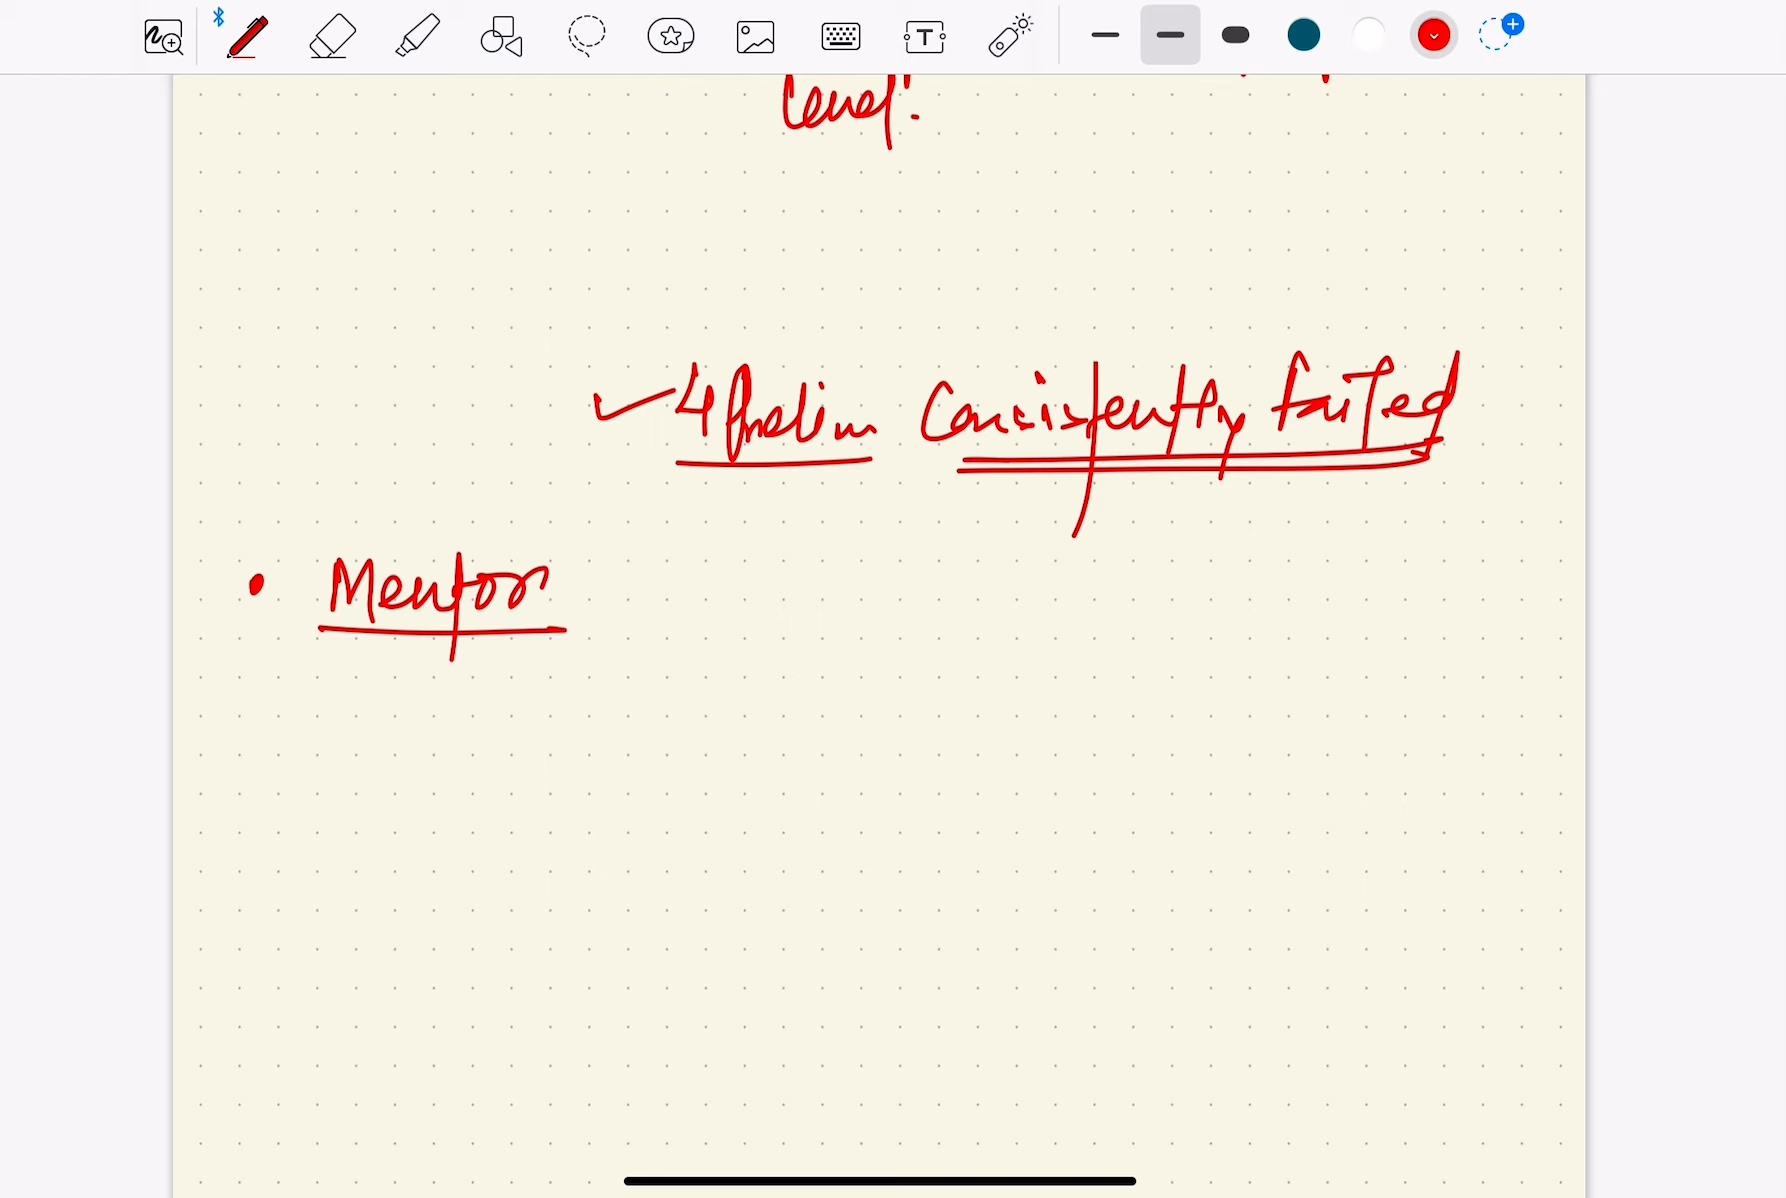 level.
✓ 4 Prelim Consistently failed
• Mentor